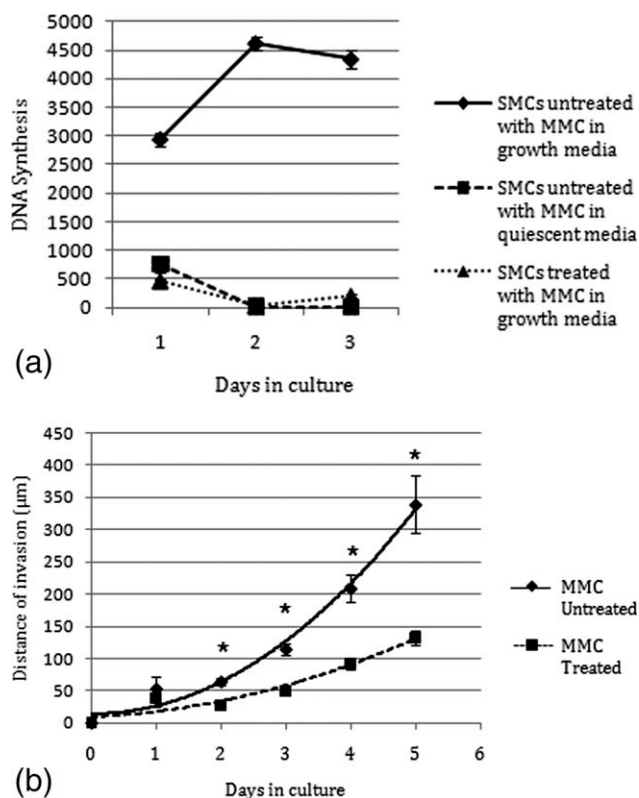 5000
4500
4000
3500
3000
2500
2000
1500
1000
500
0
DNA Synthesis
1 2 3
Days in culture
SMCs untreated
with MMC in
growth media
SMCs untreated
with MMC in
quiescent media
SMCs treated
with MMC in
growth media
(a)
450
400
350
300
250
200
150
100
50
0
Distance of invasion (µm)
* * * *
0 1 2 3 4 5 6
Days in culture
MMC
Untreated
MMC
Treated
(b)